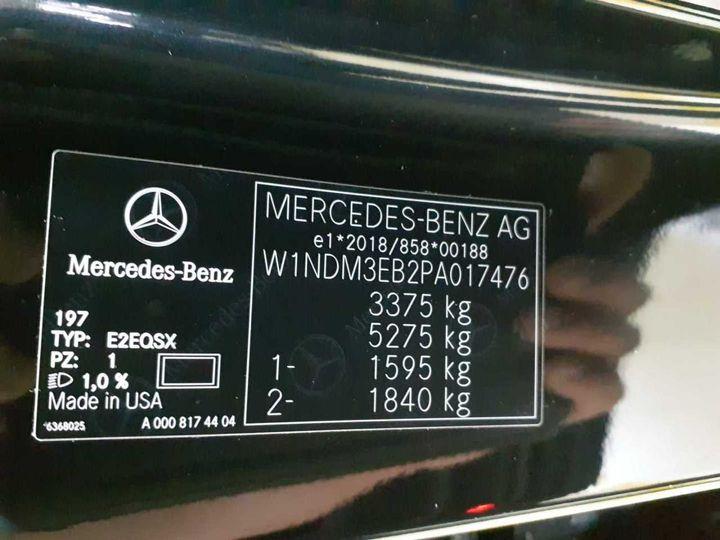 Mercedes-Benz
197
TYP: E2EQSX
PZ: 1
1,0 %
Made in USA
*6368025
A 000 817 44 04
MERCEDES-BENZ AG
e1*2018/858*00188
W1NDM3EB2PA017476
3375 kg
5275 kg
1- 1595 kg
2- 1840 kg